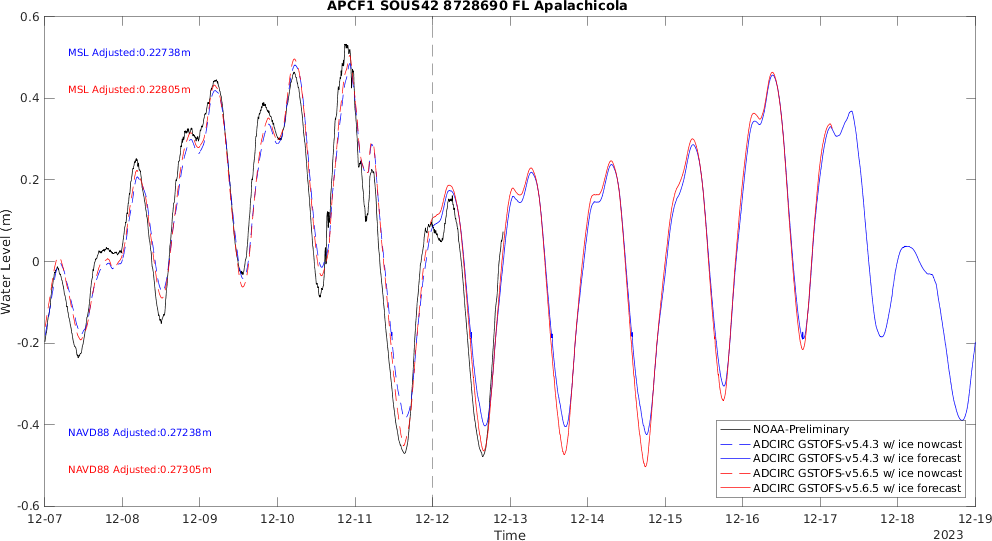 APCF1 SOUS42 8728690 FL Apalachicola
0.6
MSL Adjusted:0.22738m
MSL Adjusted:0.22805m
0.4
0.2
0
-0.2
-0.4
-0.6
Water Level (m)
NAVD88 Adjusted:0.27238m
NAVD88 Adjusted:0.27305m
NOAA-Preliminary
ADCIRC GSTOFS-v5.4.3 w/ ice nowcast
ADCIRC GSTOFS-v5.4.3 w/ ice forecast
ADCIRC GSTOFS-v5.6.5 w/ ice nowcast
ADCIRC GSTOFS-v5.6.5 w/ ice forecast
12-07 12-08 12-09 12-10 12-11 12-12 12-13 12-14 12-15 12-16 12-17 12-18 12-19
Time
2023